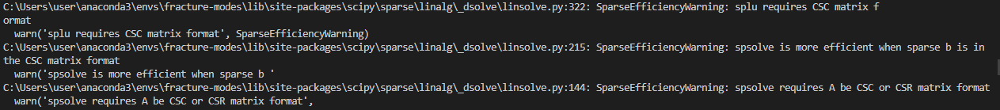 C:\Users\user\anaconda3\envs\fracture-modes\lib\site-packages\scipy\sparse\linalg\_dsolve\linsolve.py:322: SparseEfficiencyWarning: splu requires CSC matrix f
ormat
  warn('splu requires CSC matrix format', SparseEfficiencyWarning)
C:\Users\user\anaconda3\envs\fracture-modes\lib\site-packages\scipy\sparse\linalg\_dsolve\linsolve.py:215: SparseEfficiencyWarning: spsolve is more efficient when sparse b is in
the CSC matrix format
  warn('spsolve is more efficient when sparse b '
C:\Users\user\anaconda3\envs\fracture-modes\lib\site-packages\scipy\sparse\linalg\_dsolve\linsolve.py:144: SparseEfficiencyWarning: spsolve requires A be CSC or CSR matrix format
  warn('spsolve requires A be CSC or CSR matrix format',